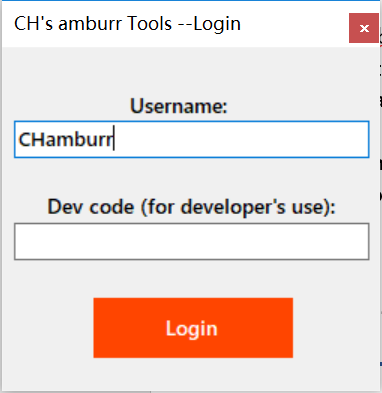 CH's amburr Tools --Login
Username:
CHamburr
Dev code (for developer's use):
Login